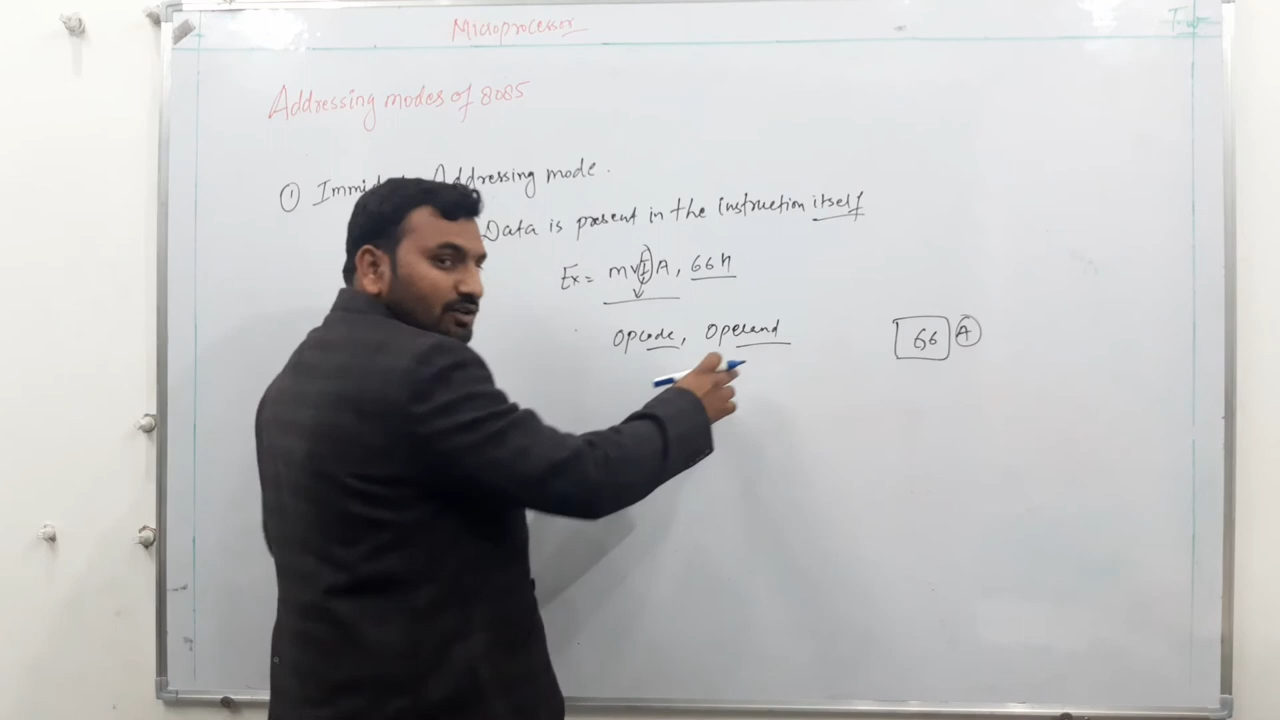 Microprocessor
Addressing modes of 8085
① Addressing mode.
Data is present in the instruction itself
Ex= MVI A, 66H
Opcode, Operand
66 A